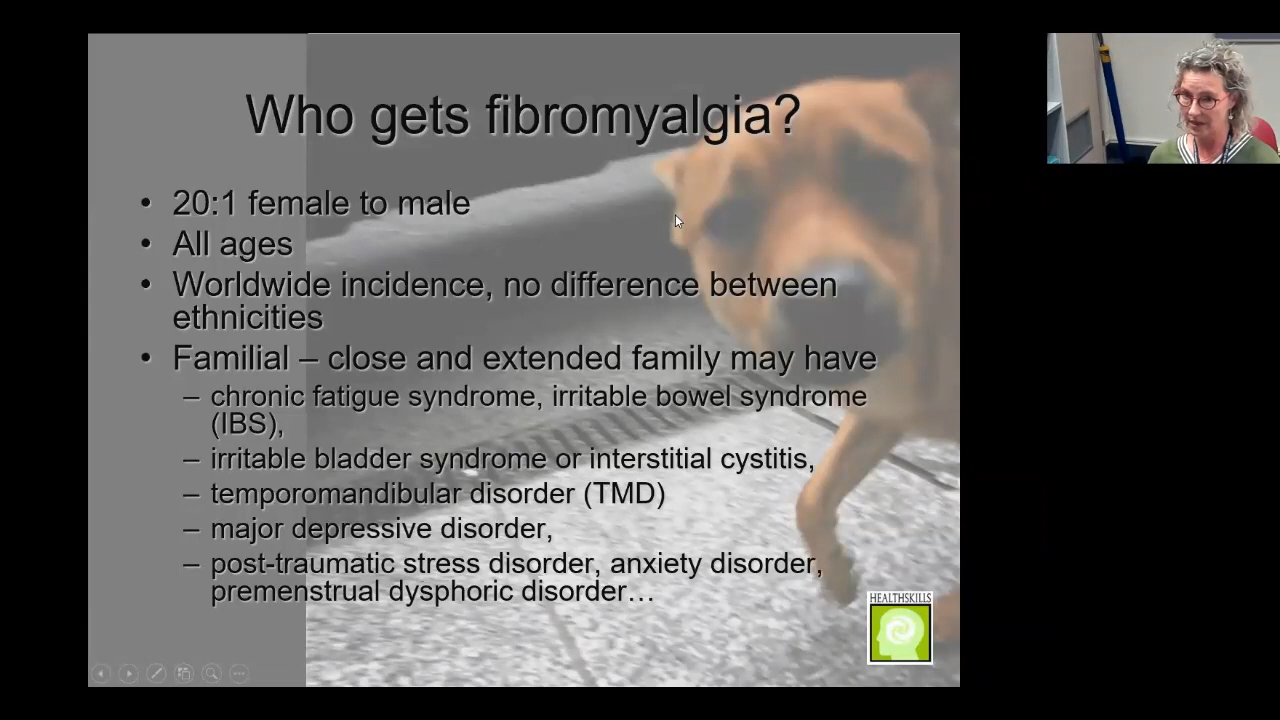 Who gets fibromyalgia?
• 20:1 female to male
• All ages
• Worldwide incidence, no difference between
ethnicities
• Familial – close and extended family may have
– chronic fatigue syndrome, irritable bowel syndrome
(IBS),
– irritable bladder syndrome or interstitial cystitis,
– temporomandibular disorder (TMD)
– major depressive disorder,
– post-traumatic stress disorder, anxiety disorder,
premenstrual dysphoric disorder…
HEALTHSKILLS